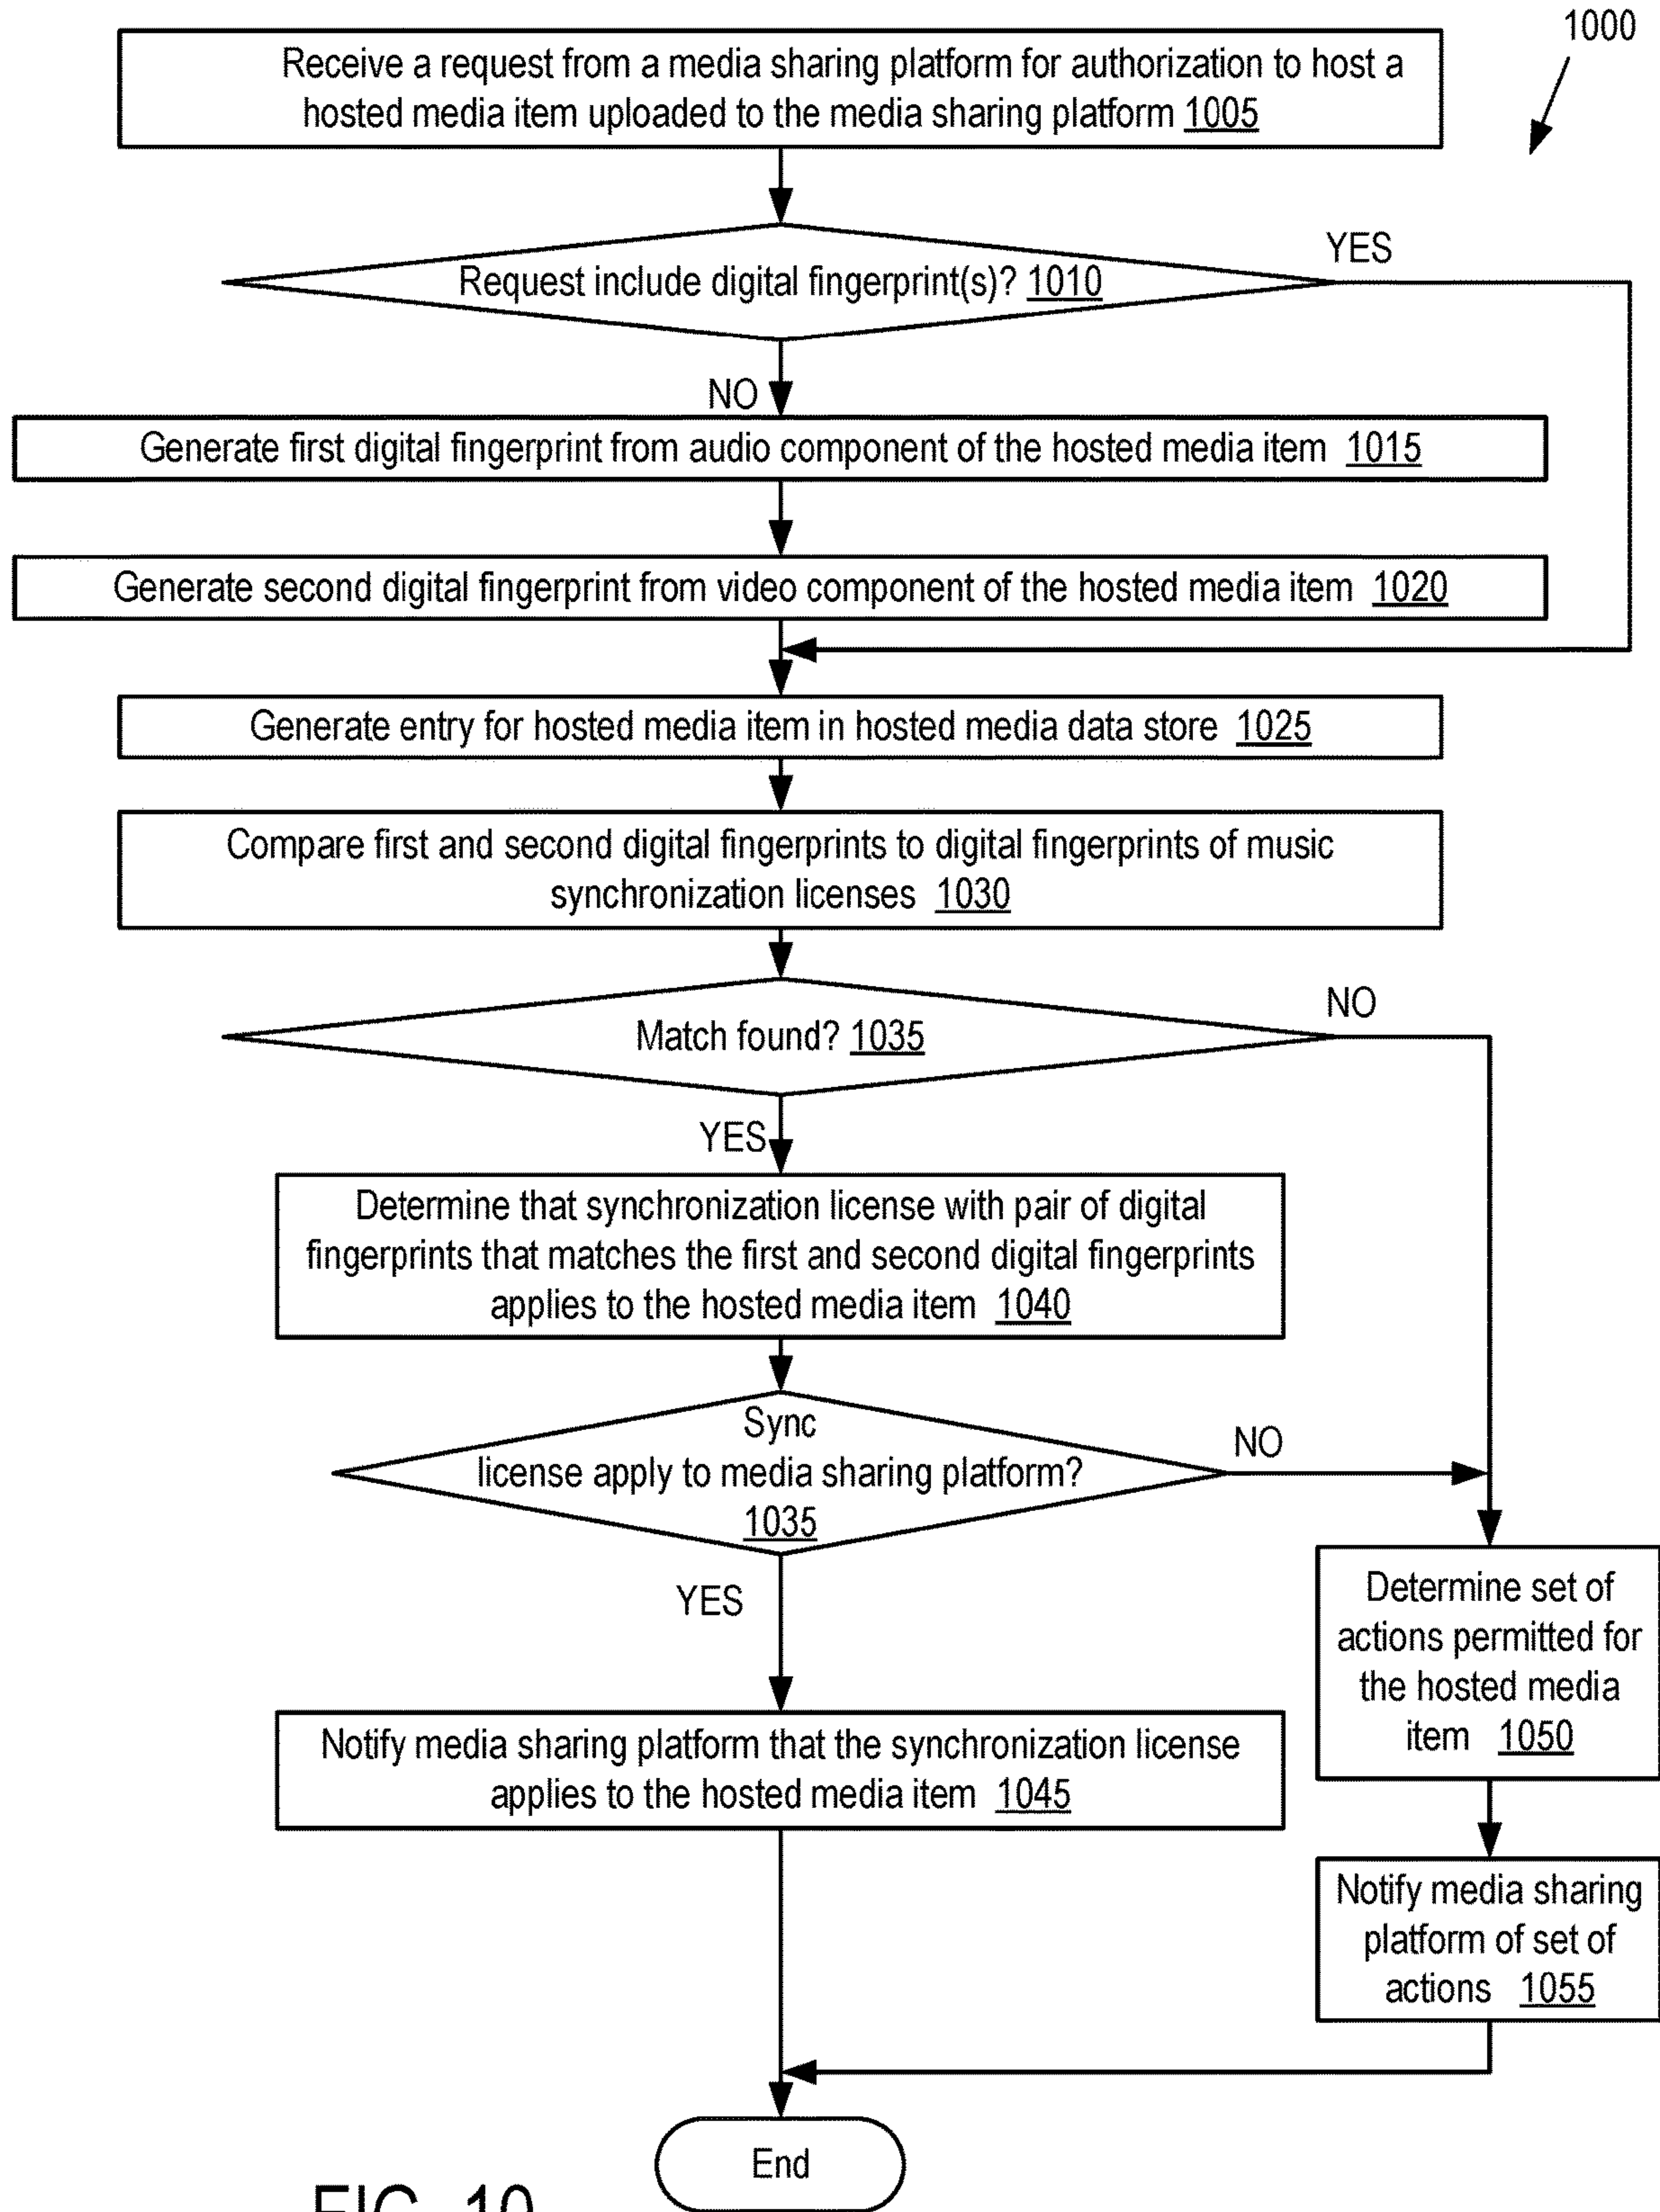 1000
Receive a request from a media sharing platform for authorization to host a
hosted media item uploaded to the media sharing platform 1005
YES
Request include digital fingerprint(s)? 1010
NO
Generate first digital fingerprint from audio component of the hosted media item 1015
Generate second digital fingerprint from video component of the hosted media item 1020
Generate entry for hosted media item in hosted media data store 1025
Compare first and second digital fingerprints to digital fingerprints of music
synchronization licenses 1030
NO
Match found? 1035
YES
Determine that synchronization license with pair of digital
fingerprints that matches the first and second digital fingerprints
applies to the hosted media item 1040
Sync
license apply to media sharing platform?
1035
NO
YES
Notify media sharing platform that the synchronization license
applies to the hosted media item 1045
Determine set of
actions permitted for
the hosted media
item 1050
Notify media sharing
platform of set of
actions 1055
End
FIG. 10